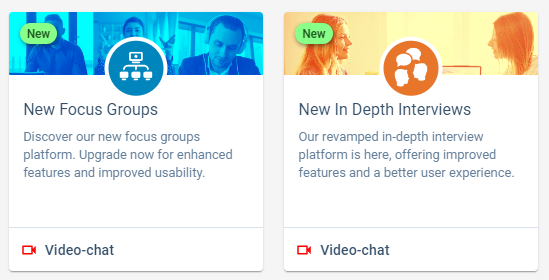 New
New Focus Groups
Discover our new focus groups
platform. Upgrade now for enhanced
features and improved usability.
Video-chat
New
New In Depth Interviews
Our revamped in-depth interview
platform is here, offering improved
features and a better user experience.
Video-chat